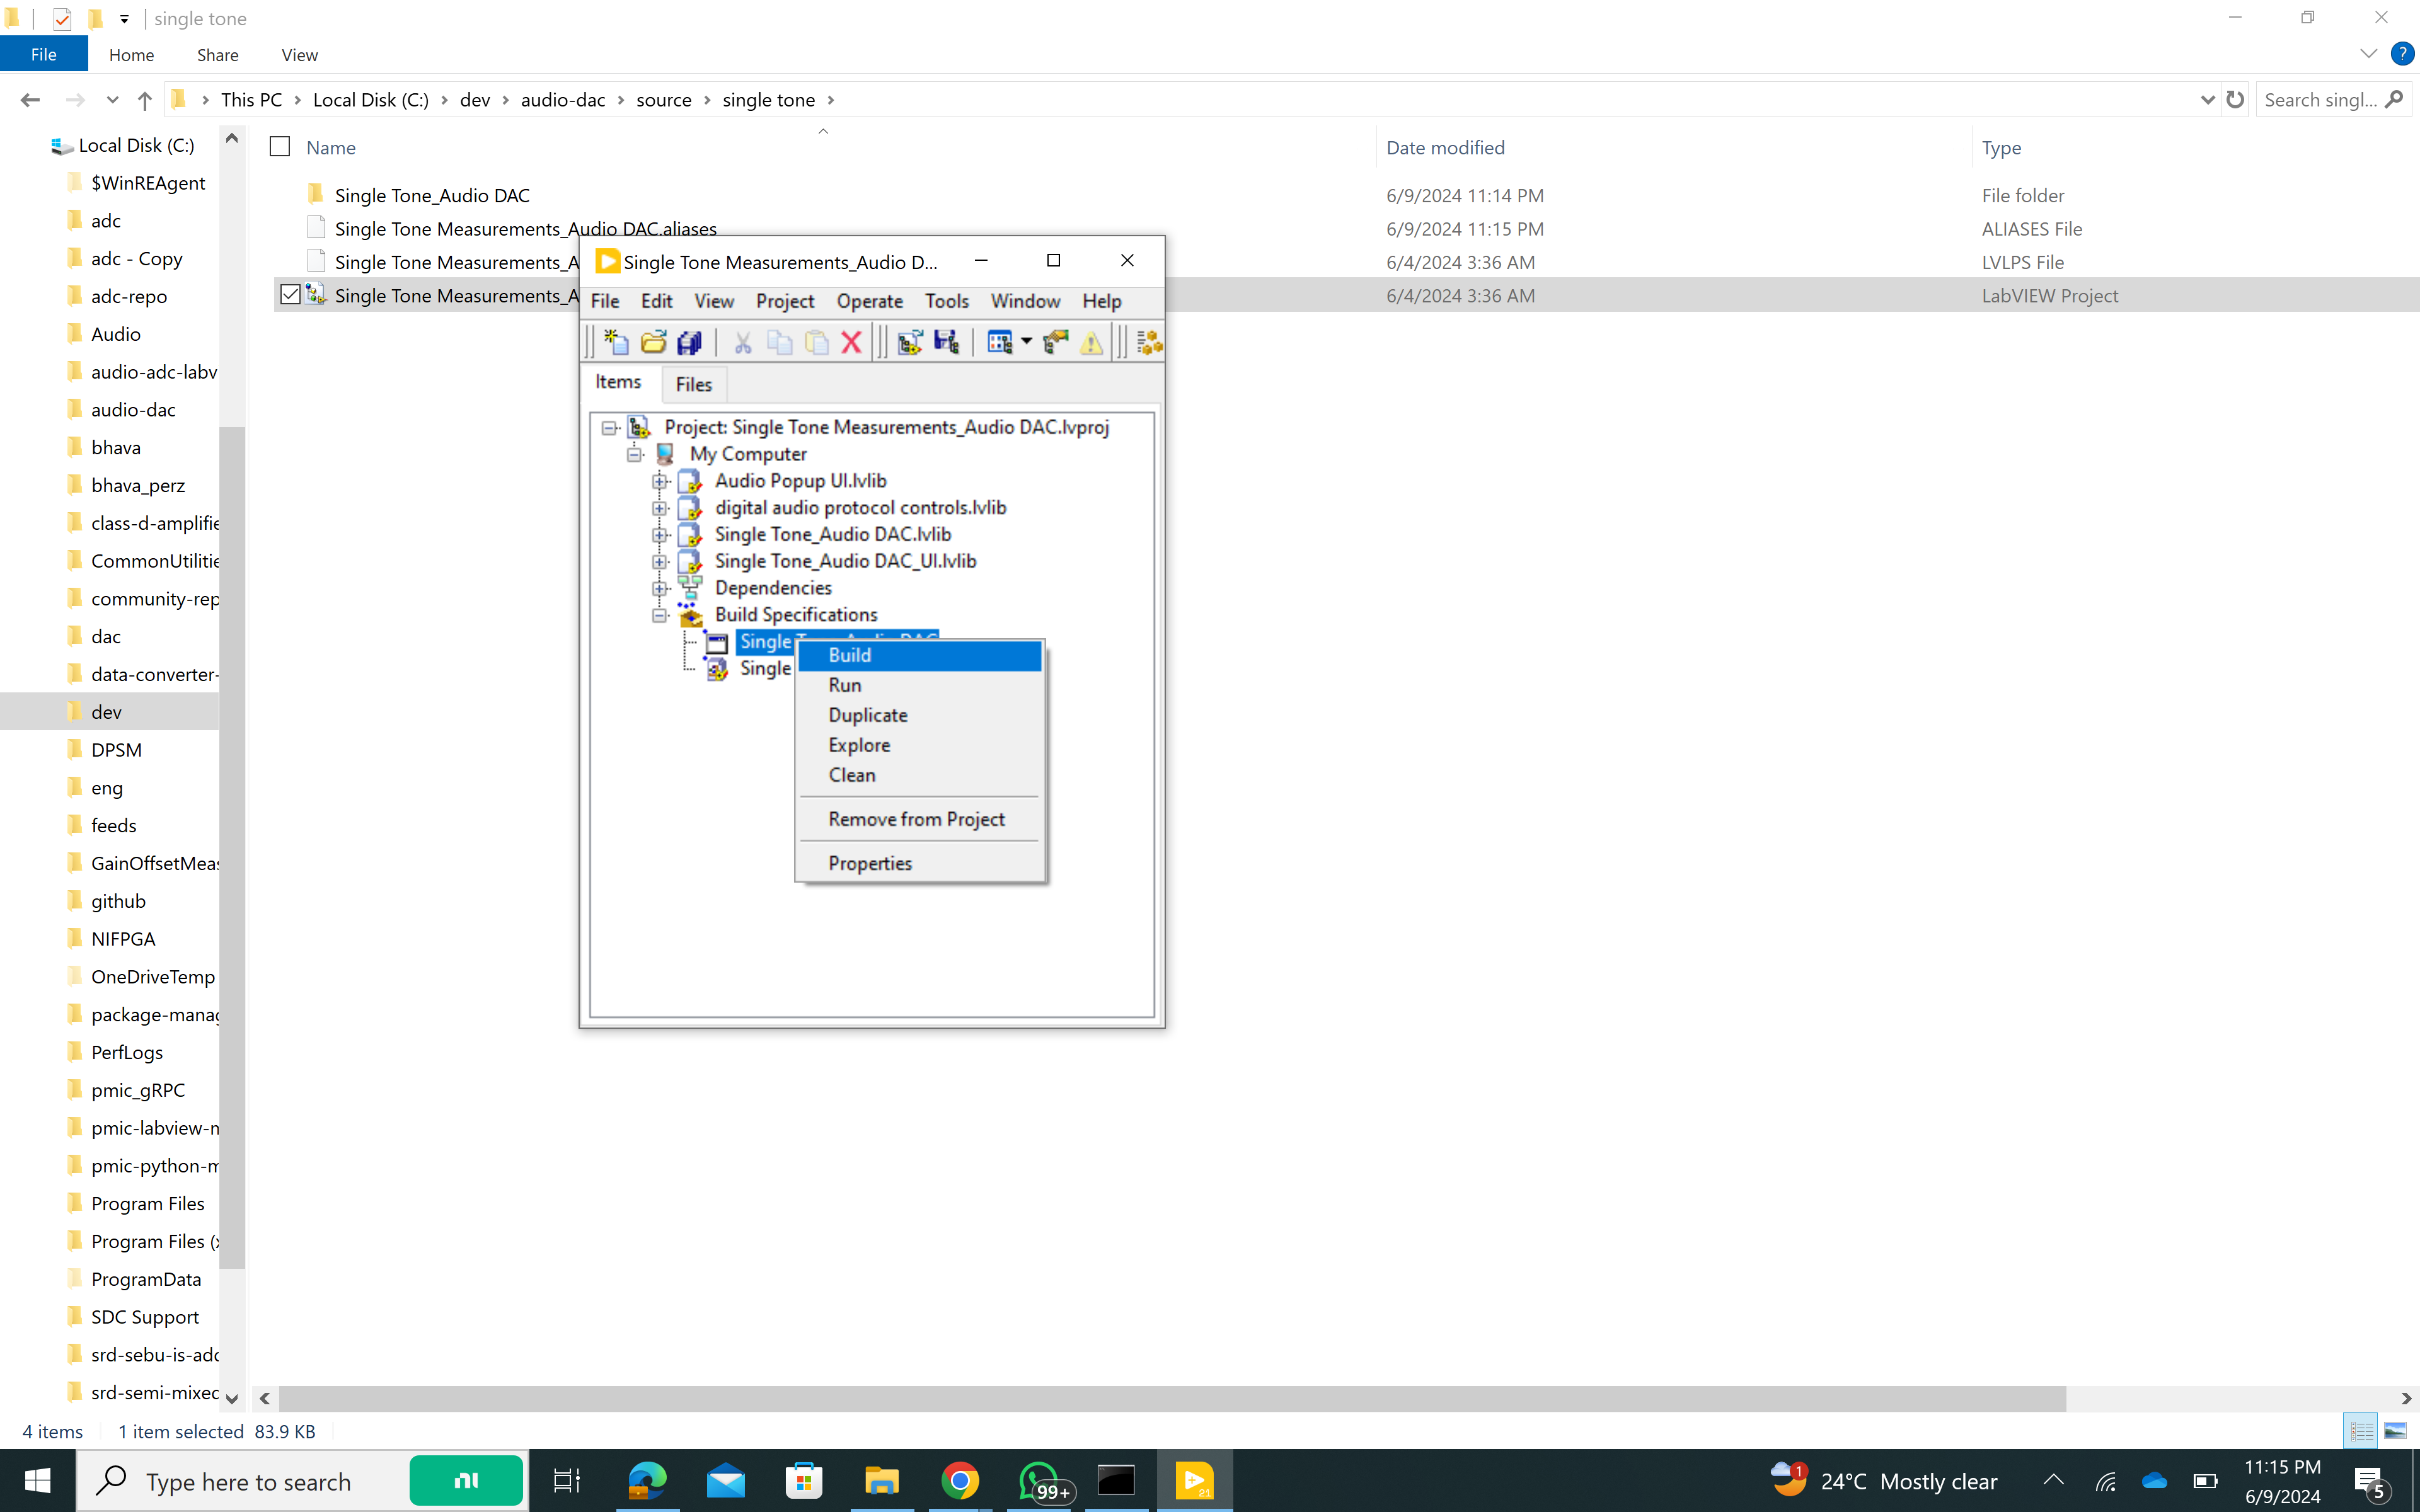 single tone
File Home Share View
This PC Local Disk (C:) dev audio-dac source single tone
Search singl...
Local Disk (C:)
$WinREAgent
adc
adc - Copy
adc-repo
Audio
audio-adc-labv
audio-dac
bhava
bhava_perz
class-d-amplifie
CommonUtilitie
community-rep
dac
data-converter-
dev
DPSM
eng
feeds
GainOffsetMeas
github
NIFPGA
OneDriveTemp
package-manag
PerfLogs
pmic_gRPC
pmic-labview-m
pmic-python-m
Program Files
Program Files (x
ProgramData
SDC Support
srd-sebu-is-adc
srd-semi-mixed
Name Date modified Type
Single Tone_Audio DAC 6/9/2024 11:14 PM File folder
Single Tone Measurements_Audio DAC.aliases 6/9/2024 11:15 PM ALIASES File
Single Tone Measurements_A 6/4/2024 3:36 AM LVLPS File
Single Tone Measurements_A 6/4/2024 3:36 AM LabVIEW Project
Single Tone Measurements_Audio D...
File Edit View Project Operate Tools Window Help
Items Files
Project: Single Tone Measurements_Audio DAC.lvproj
My Computer
Audio Popup UI.lvlib
digital audio protocol controls.lvlib
Single Tone_Audio DAC.lvlib
Single Tone_Audio DAC_UI.lvlib
Dependencies
Build Specifications
Single Tone_Audio DAC
Single
Build
Run
Duplicate
Explore
Clean
Remove from Project
Properties
4 items 1 item selected 83.9 KB
Type here to search
99+
21
1
24°C Mostly clear
11:15 PM
6/9/2024
5